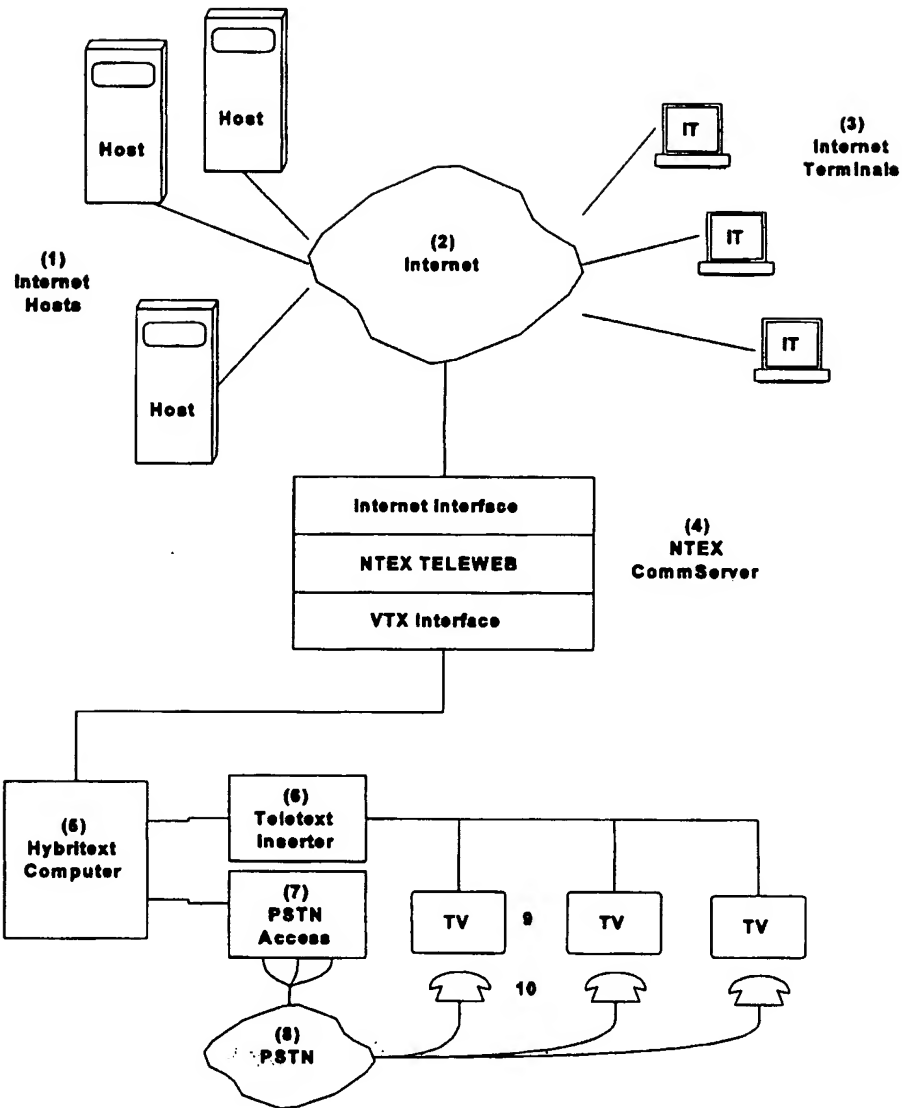 Host
Host
IT
(3)
Internet
Terminals
(2)
Internet
IT
(1)
Internet
Hosts
IT
Host
Internet Interface
NTEX TELEWEB
VTX Interface
(4)
NTEX
CommServer
(5)
Hybritext
Computer
(6)
Teletext
Inserter
(7)
PSTN
Access
TV
9
TV
TV
10
(8)
PSTN